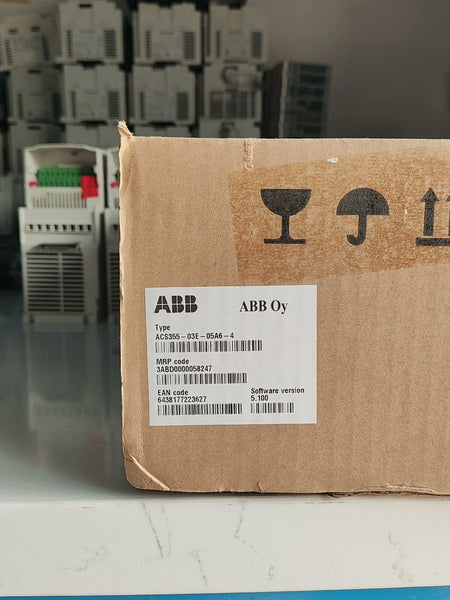 ABB ABB Oy
Type
ACS355-03E-05A6-4
MRP code
3ABD0000058247
EAN code Software version
6438177223627 5.100